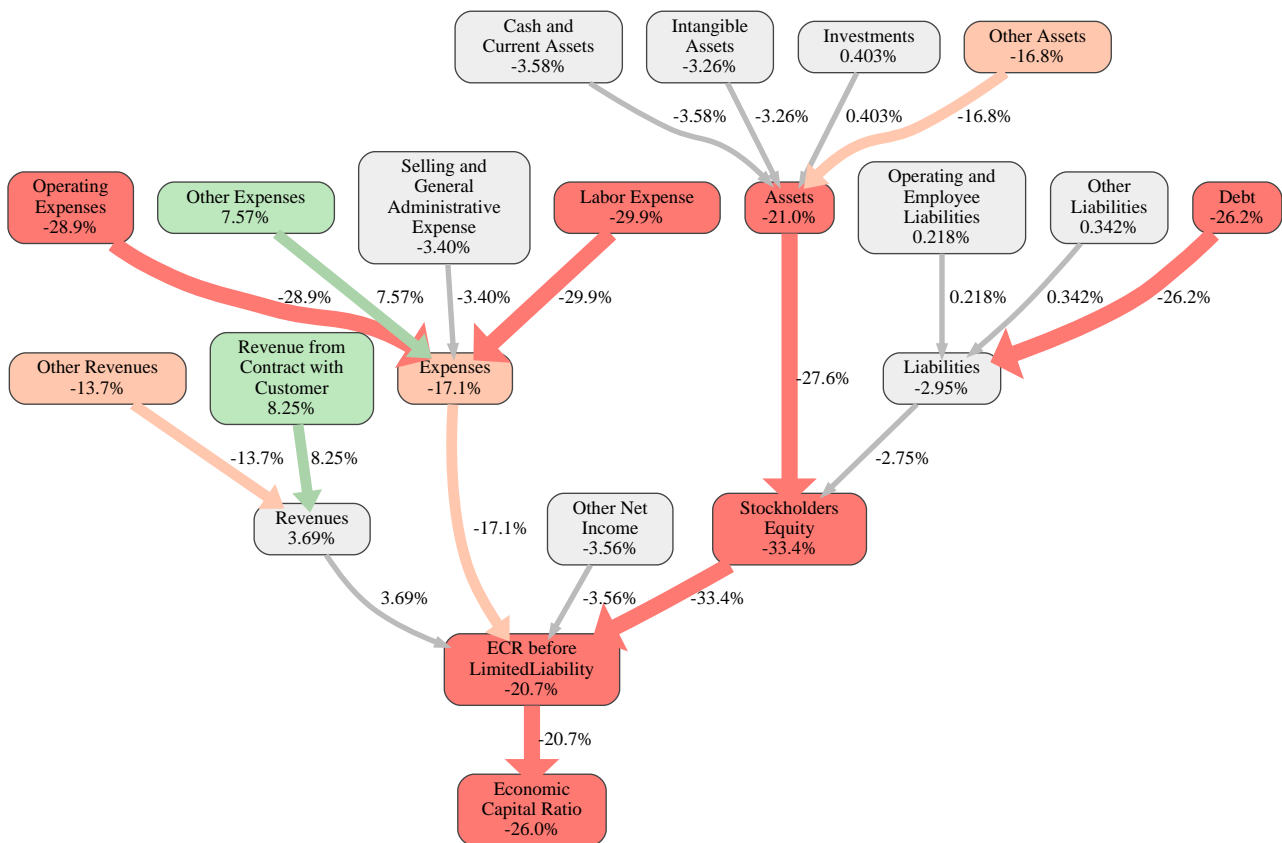 Cash and
Current Assets
-3.58%
Intangible
Assets
-3.26%
Investments
0.403%
Other Assets
-16.8%
-3.58%
-3.26%
0.403%
-16.8%
Operating
Expenses
-28.9%
Other Expenses
7.57%
Selling and
General
Administrative
Expense
-3.40%
Labor Expense
-29.9%
Assets
-21.0%
Operating and
Employee
Liabilities
0.218%
Other
Liabilities
0.342%
Debt
-26.2%
-28.9%
7.57%
-3.40%
-29.9%
0.218%
0.342%
-26.2%
Other Revenues
-13.7%
Revenue from
Contract with
Customer
8.25%
Expenses
-17.1%
-27.6%
Liabilities
-2.95%
-13.7%
8.25%
-2.75%
Revenues
3.69%
-17.1%
Other Net
Income
-3.56%
Stockholders
Equity
-33.4%
3.69%
-3.56%
-33.4%
ECR before
LimitedLiability
-20.7%
-20.7%
Economic
Capital Ratio
-26.0%